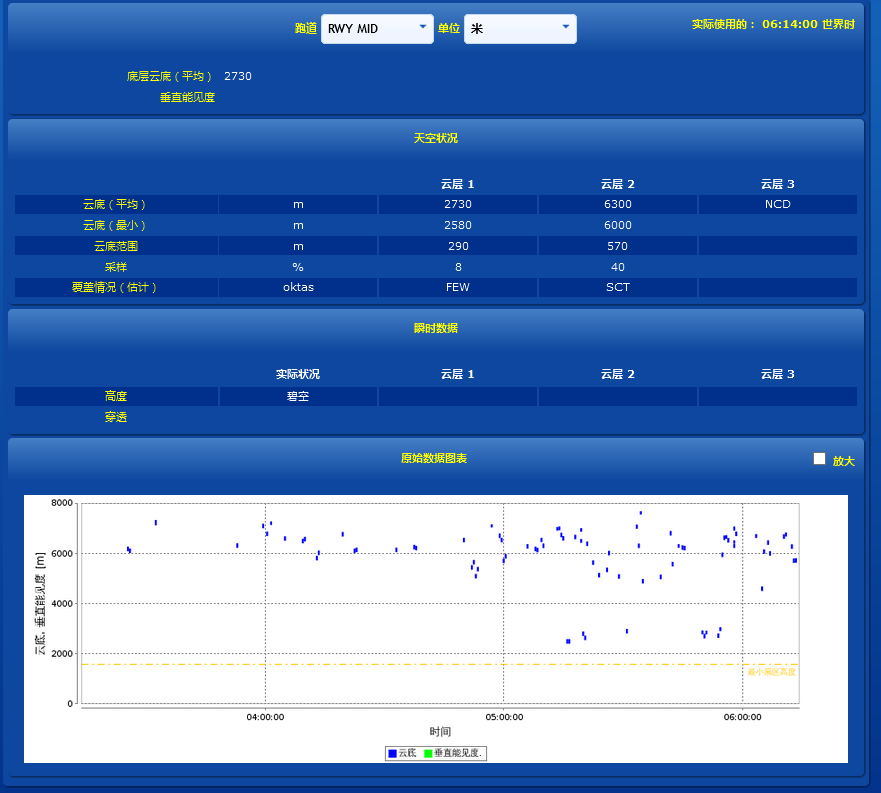 跑道 RWY MID 单位 米 实际使用的： 06:14:00 世界时
底层云底（平均） 2730
垂直能见度
天空状况
云层 1 云层 2 云层 3
云底（平均） m 2730 6300 NCD
云底（最小） m 2580 6000
云底范围 m 290 570
采样 % 8 40
覆盖情况（估计） oktas FEW SCT
瞬时数据
实际状况 云层 1 云层 2 云层 3
高度 碧空
穿透
原始数据图表 放大
8000
6000
4000
2000
0
云底, 垂直能见度 [m]
最小扇区高度
04:00:00 05:00:00 06:00:00
时间
云底 垂直能见度.